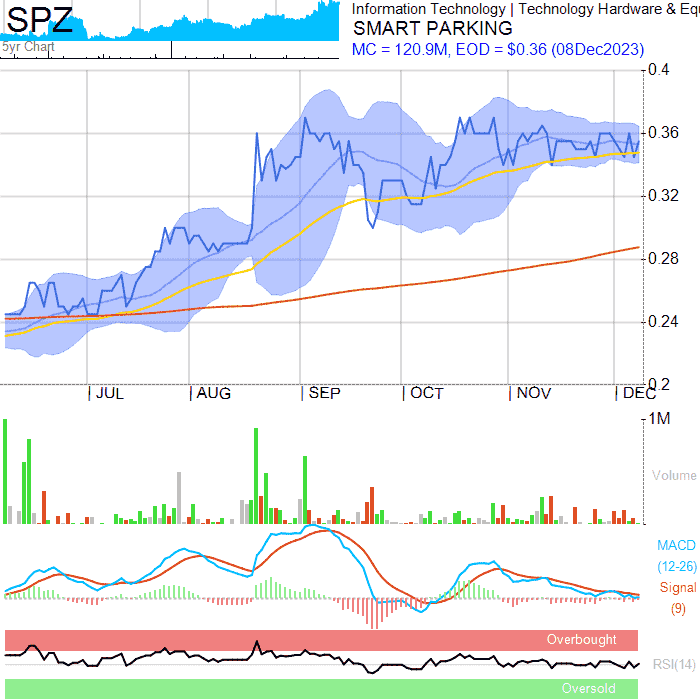 SPZ
5yr Chart
Information Technology | Technology Hardware & Equ
SMART PARKING
MC = 120.9M, EOD = $0.36 (08Dec2023)
0.4
0.36
0.32
0.28
0.24
0.2
JUL AUG SEP OCT NOV DEC
1M
Volume
MACD
(12-26)
Signal
(9)
Overbought
RSI(14)
Oversold